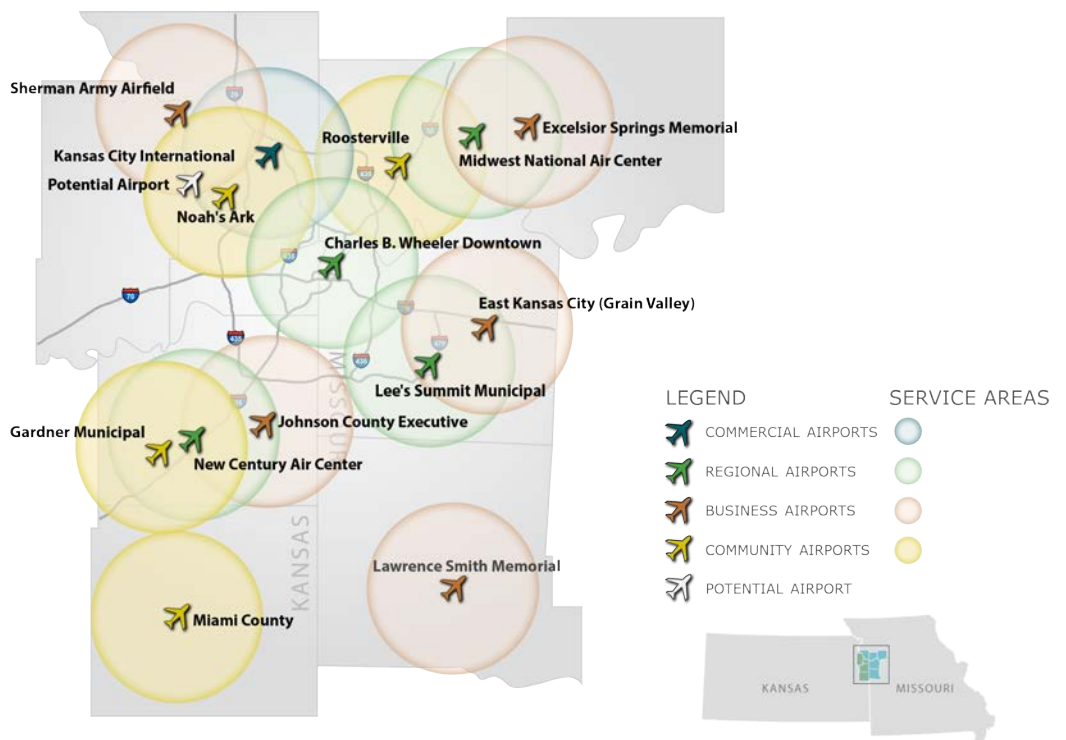 Sherman Army Airfield
Excelsior Springs Memorial
Roosterville
Kansas City International
Midwest National Air Center
Potential Airport
Noah's Ark
Charles B. Wheeler Downtown
70
East Kansas City (Grain Valley)
435
435
Lee's Summit Municipal
LEGEND
SERVICE AREAS
COMMERCIAL AIRPORTS
REGIONAL AIRPORTS
BUSINESS AIRPORTS
COMMUNITY AIRPORTS
POTENTIAL AIRPORT
Johnson County Executive
Gardner Municipal
New Century Air Center
KANSAS
Lawrence Smith Memorial
Miami County
KANSAS
MISSOURI